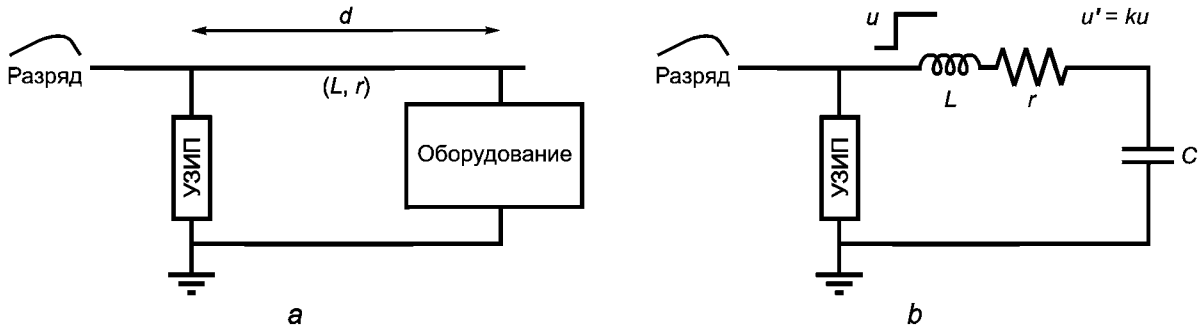 d
Разряд
(L, r)
УЗИП
Оборудование
a
u
u' = ku
Разряд
L
r
УЗИП
C
b